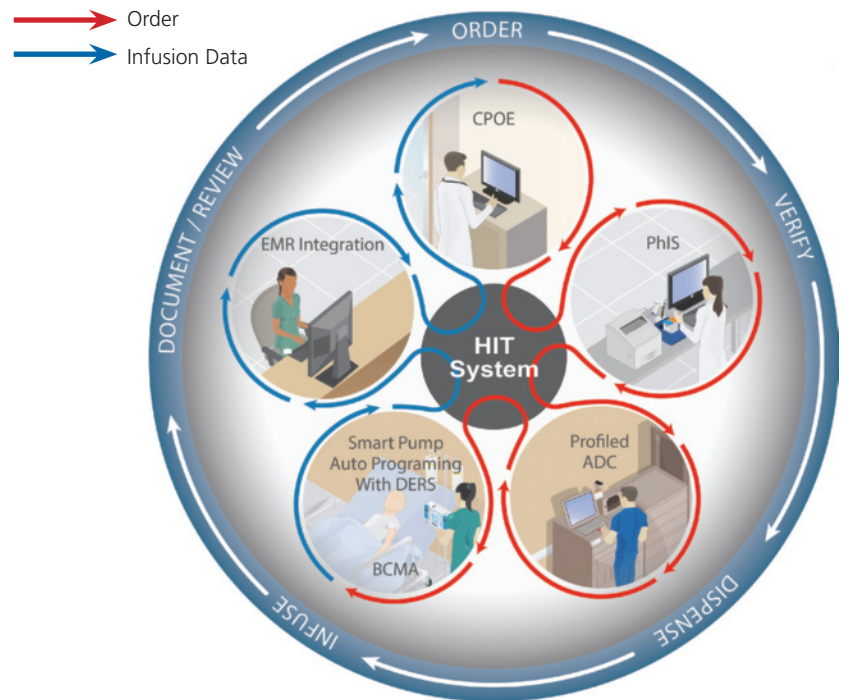 Order
Infusion Data
ORDER
VERIFY
DISPENSE
INFUSE
DOCUMENT / REVIEW
CPOE
PhIS
Profiled
ADC
Smart Pump
Auto Programing
With DERS
BCMA
EMR Integration
HIT
System